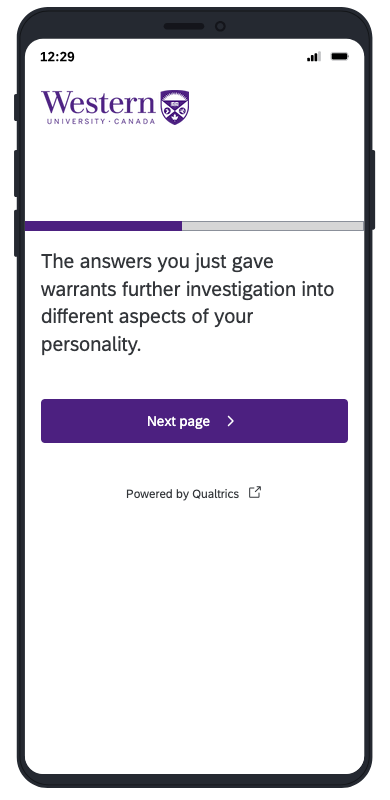 12:29
Western
UNIVERSITY · CANADA
The answers you just gave
warrants further investigation into
different aspects of your
personality.
Next page
Powered by Qualtrics